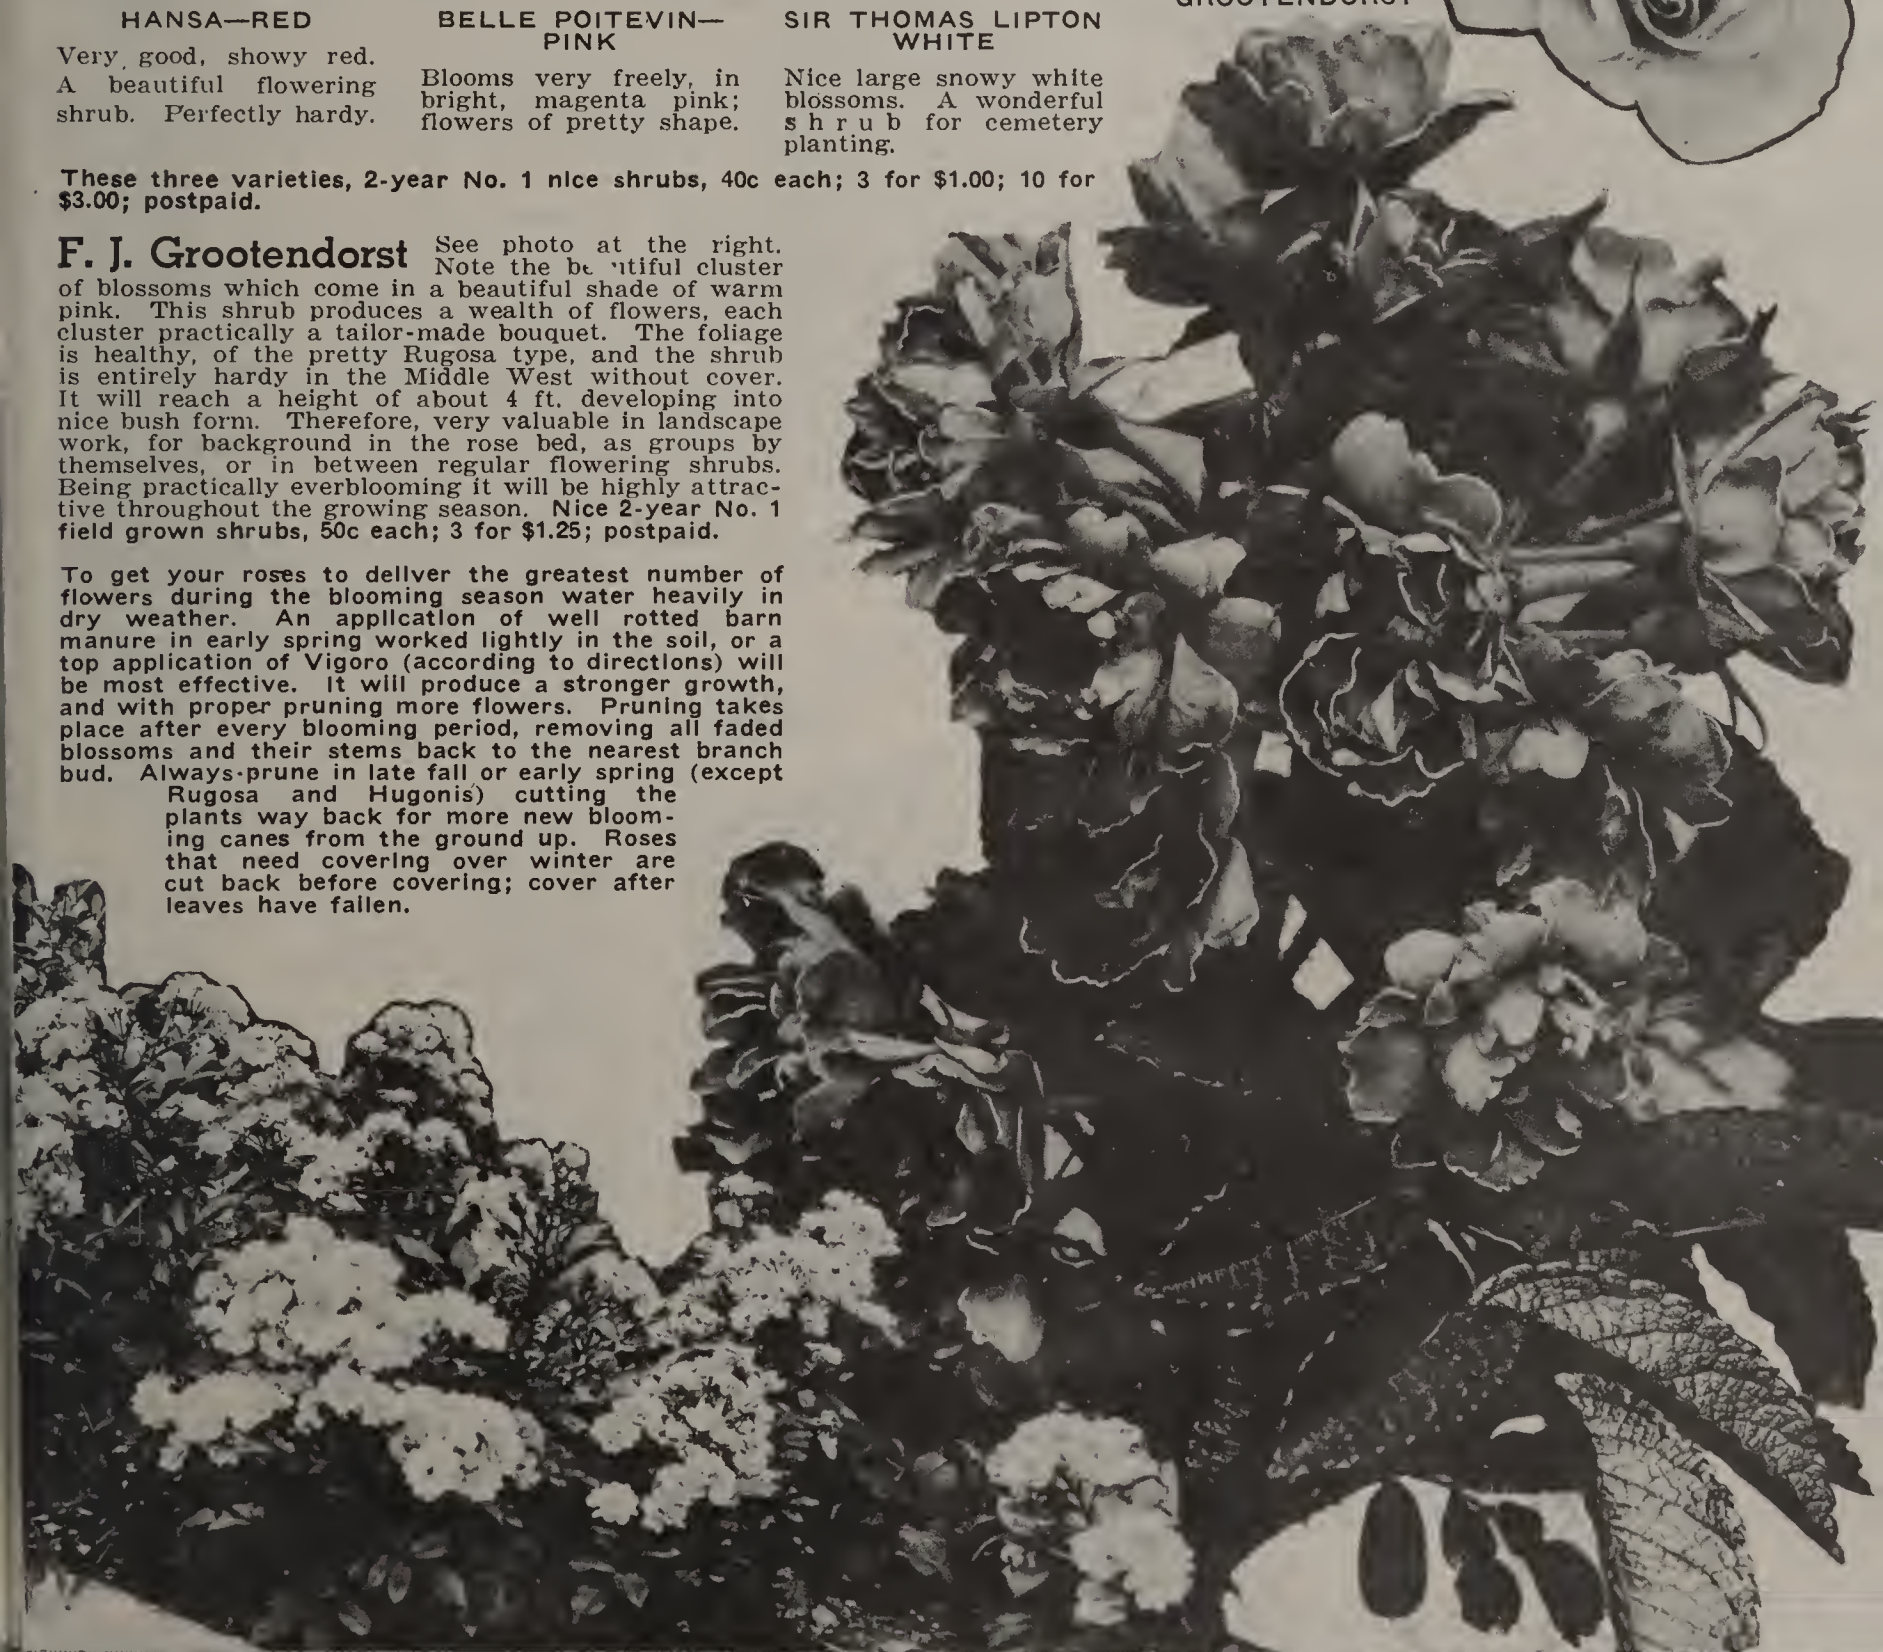 HANSA—RED
Very good, showy red.
A beautiful flowering
shrub. Perfectly hardy.
BELLE POITEVIN—
PINK
Blooms very freely, in
bright, magenta pink;
flowers of pretty shape.
SIR THOMAS LIPTON
WHITE
Nice large snowy white
blossoms. A wonderful
shrub for cemetery
planting.
GROOTENDORST
These three varieties, 2-year No. 1 nice shrubs, 40c each; 3 for $1.00; 10 for
$3.00; postpaid.
F. J. Grootendorst See photo at the right.
Note the be utiful cluster
of blossoms which come in a beautiful shade of warm
pink. This shrub produces a wealth of flowers, each
cluster practically a tailor-made bouquet. The foliage
is healthy, of the pretty Rugosa type, and the shrub
is entirely hardy in the Middle West without cover.
It will reach a height of about 4 ft. developing into
nice bush form. Therefore, very valuable in landscape
work, for background in the rose bed, as groups by
themselves, or in between regular flowering shrubs.
Being practically everblooming it will be highly attrac-
tive throughout the growing season. Nice 2-year No. 1
field grown shrubs, 50c each; 3 for $1.25; postpaid.
To get your roses to deliver the greatest number of
flowers during the blooming season water heavily in
dry weather. An application of well rotted barn
manure in early spring worked lightly in the soil, or a
top application of Vigoro (according to directions) will
be most effective. It will produce a stronger growth,
and with proper pruning more flowers. Pruning takes
place after every blooming period, removing all faded
blossoms and their stems back to the nearest branch
bud. Always prune in late fall or early spring (except
Rugosa and Hugonis) cutting the
plants way back for more new bloom-
ing canes from the ground up. Roses
that need covering over winter are
cut back before covering; cover after
leaves have fallen.